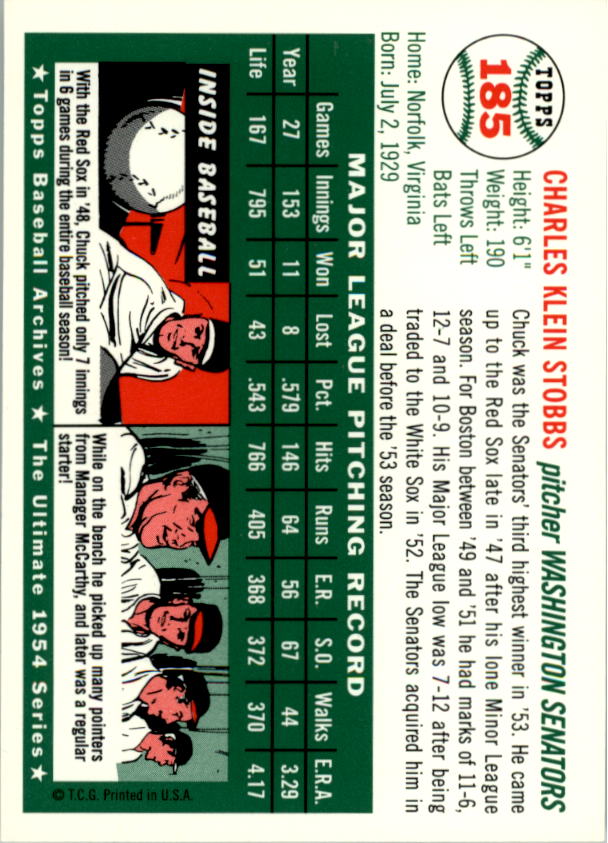 TOPPS
185
CHARLES KLEIN STOBBS pitcher WASHINGTON SENATORS
Height: 6'1"
Weight: 190
Throws Left
Bats Left
Home: Norfolk, Virginia
Born: July 2, 1929
Chuck was the Senators' third highest winner in '53. He came
up to the Red Sox late in '47 after his lone Minor League
season. For Boston between '49 and '51 he had marks of 11-6,
12-7 and 10-9. His Major League low was 7-12 after being
traded to the White Sox in '52. The Senators acquired him in
a deal before the '53 season.
MAJOR LEAGUE PITCHING RECORD
Games Innings Won Lost Pct. Hits Runs E.R. S.O. Walks E.R.A.
Year 27 153 11 8 .579 146 64 56 67 44 3.29
Life 167 795 51 43 .543 766 405 368 372 370 4.17
INSIDE BASEBALL
With the Red Sox in '48, Chuck pitched only 7 innings
in 6 games during the entire baseball season!
While on the bench he picked up many pointers
from Manager McCarthy, and later was a regular
starter!
© T.C.G. Printed in U.S.A.
★ Topps Baseball Archives ★ The Ultimate 1954 Series ★